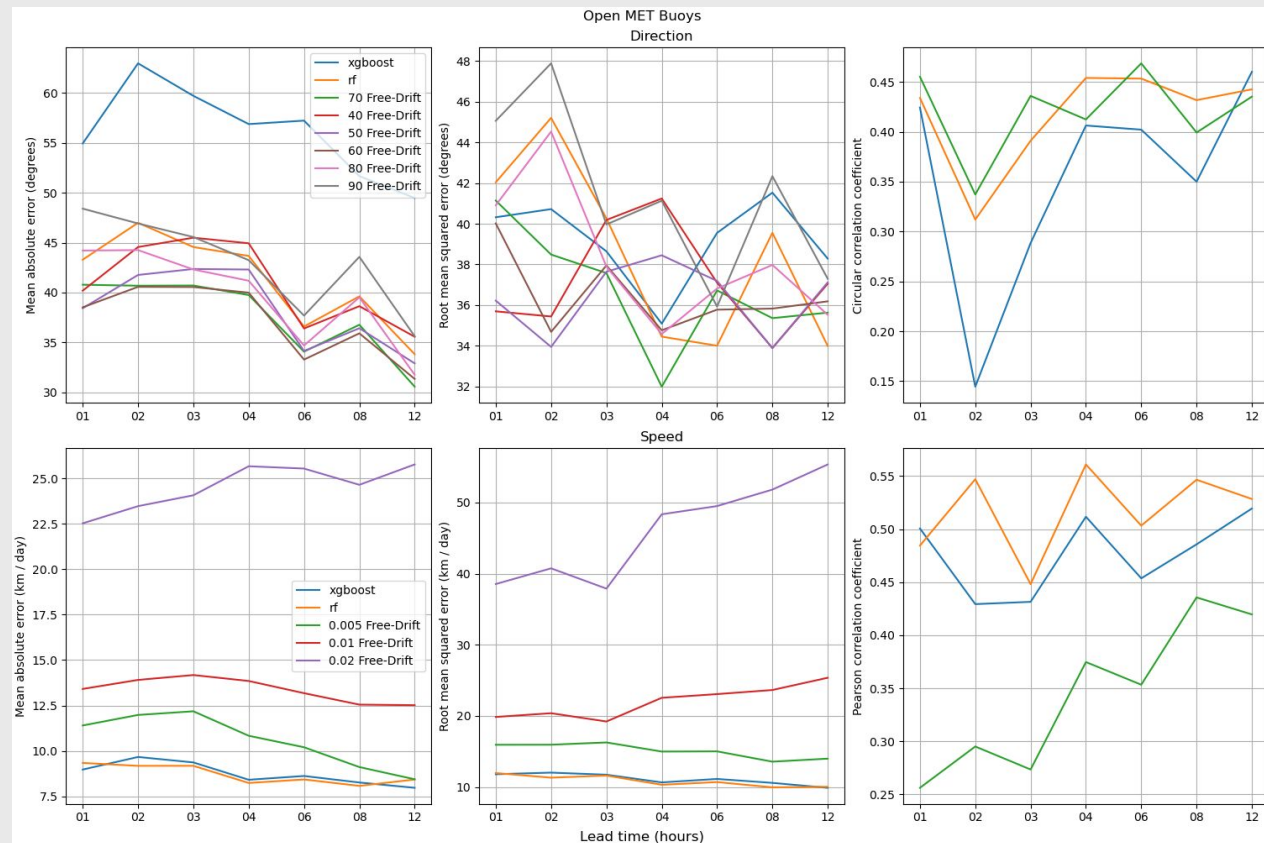 Open MET Buoys
Direction
Mean absolute error (degrees)
60
55
50
45
40
35
30
xgboost
rf
70 Free-Drift
40 Free-Drift
50 Free-Drift
60 Free-Drift
80 Free-Drift
90 Free-Drift
01 02 03 04 06 08 12
Root mean squared error (degrees)
48
46
44
42
40
38
36
34
32
01 02 03 04 06 08 12
Circular correlation coefficient
0.45
0.40
0.35
0.30
0.25
0.20
0.15
01 02 03 04 06 08 12
Speed
Mean absolute error (km / day)
25.0
22.5
20.0
17.5
15.0
12.5
10.0
7.5
xgboost
rf
0.005 Free-Drift
0.01 Free-Drift
0.02 Free-Drift
01 02 03 04 06 08 12
Root mean squared error (km / day)
50
40
30
20
10
01 02 03 04 06 08 12
Pearson correlation coefficient
0.55
0.50
0.45
0.40
0.35
0.30
0.25
01 02 03 04 06 08 12
Lead time (hours)